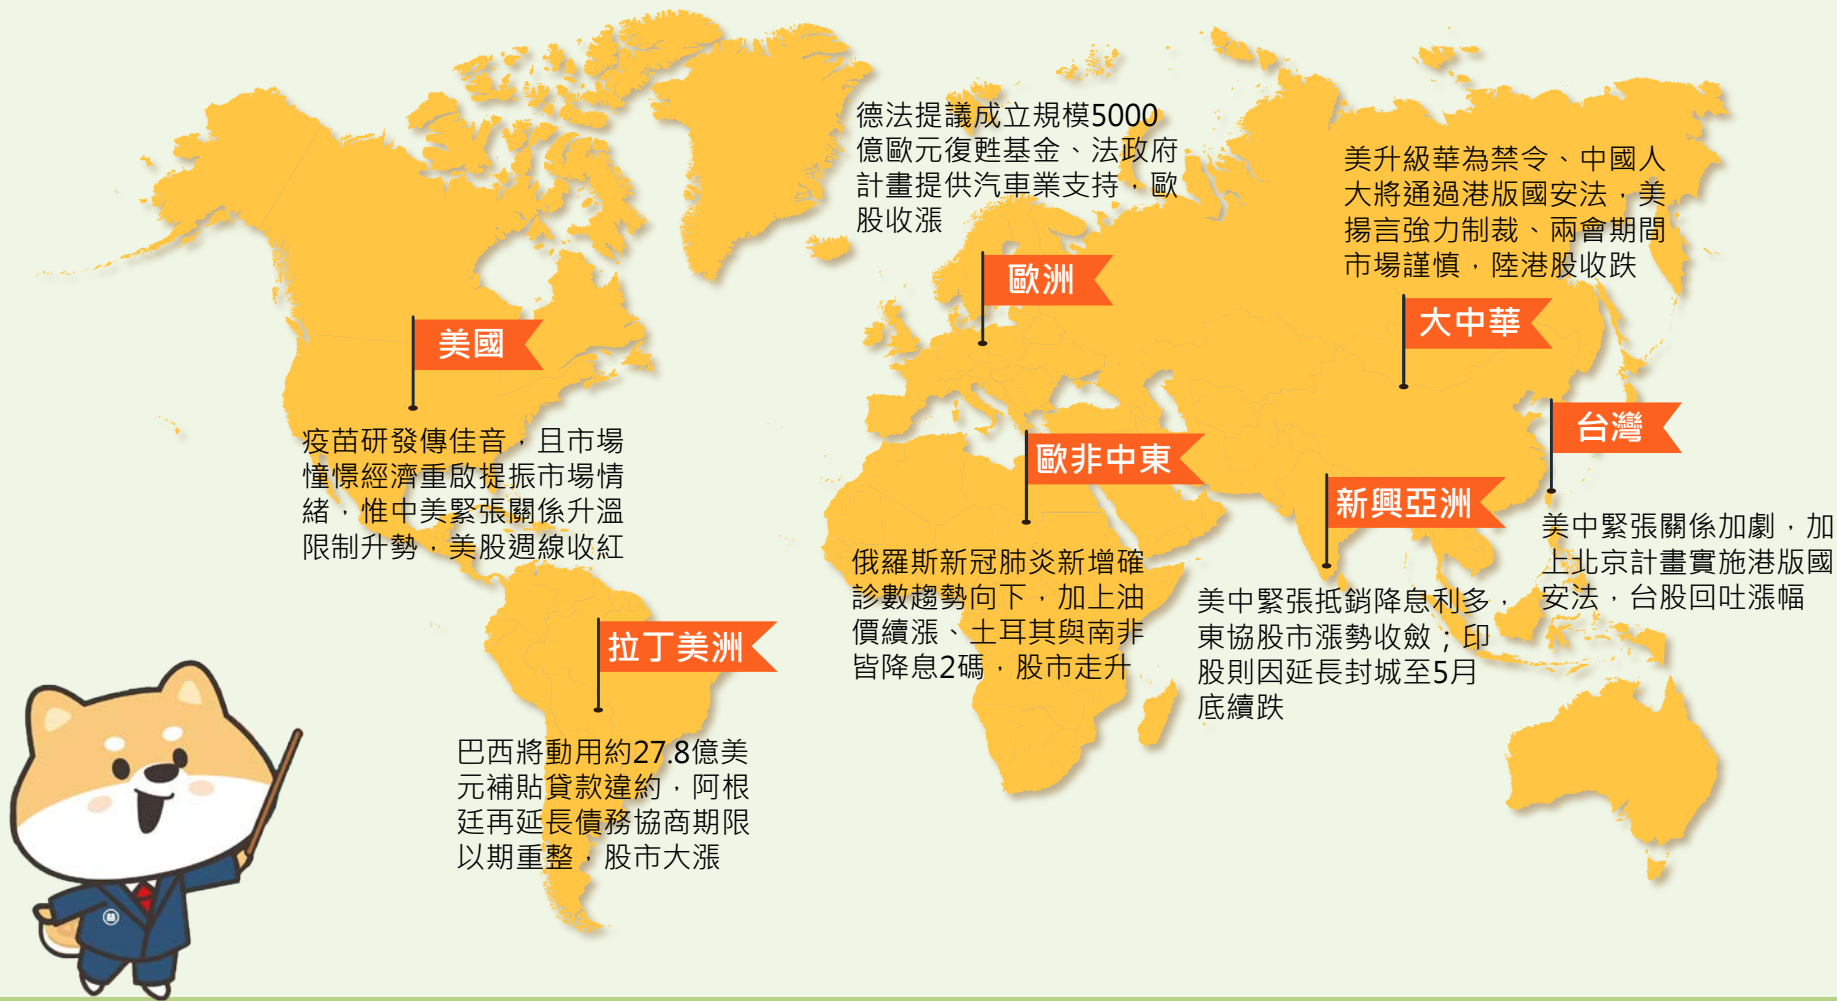 德法提議成立規模5000
億歐元復甦基金、法政府
計畫提供汽車業支持，歐
股收漲
歐洲
美升級華為禁令、中國人
大將通過港版國安法，美
揚言強力制裁、兩會期間
市場謹慎，陸港股收跌
大中華
美國
疫苗研發傳佳音，且市場
憧憬經濟重啟提振市場情
緒，惟中美緊張關係升溫
限制升勢，美股週線收紅
歐非中東
俄羅斯新冠肺炎新增確
診數趨勢向下，加上油
價續漲、土耳其與南非
皆降息2碼，股市走升
新興亞洲
美中緊張抵銷降息利多，
東協股市漲勢收斂；印
股則因延長封城至5月
底續跌
台灣
美中緊張關係加劇，加
上北京計畫實施港版國
安法，台股回吐漲幅
拉丁美洲
巴西將動用約27.8億美
元補貼貸款違約，阿根
廷再延長債務協商期限
以期重整，股市大漲